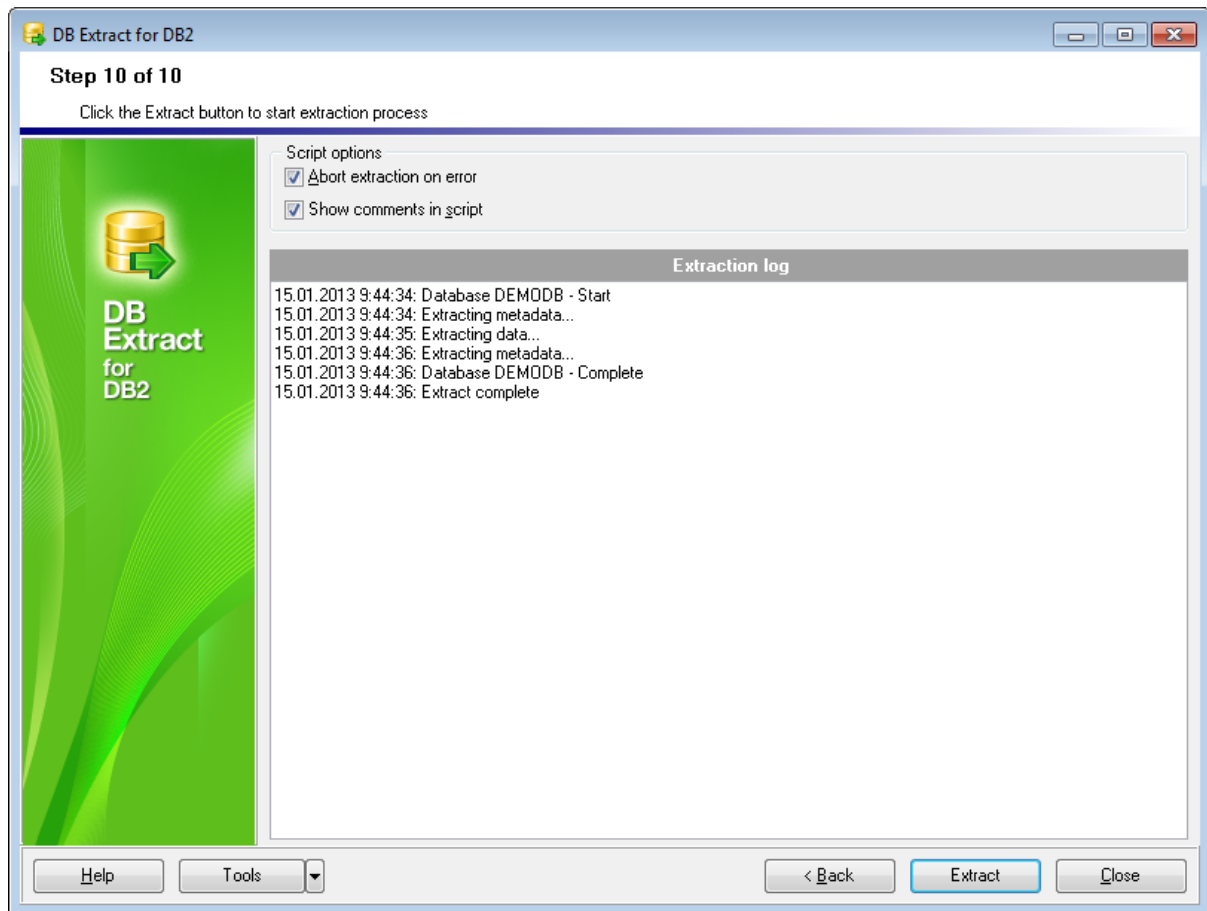 DB Extract for DB2
Step 10 of 10
Click the Extract button to start extraction process
DB
Extract
for
DB2
Script options
Abort extraction on error
Show comments in script
Extraction log
15.01.2013 9:44:34: Database DEMODB - Start
15.01.2013 9:44:34: Extracting metadata...
15.01.2013 9:44:35: Extracting data...
15.01.2013 9:44:36: Extracting metadata...
15.01.2013 9:44:36: Database DEMODB - Complete
15.01.2013 9:44:36: Extract complete
Help Tools < Back Extract Close